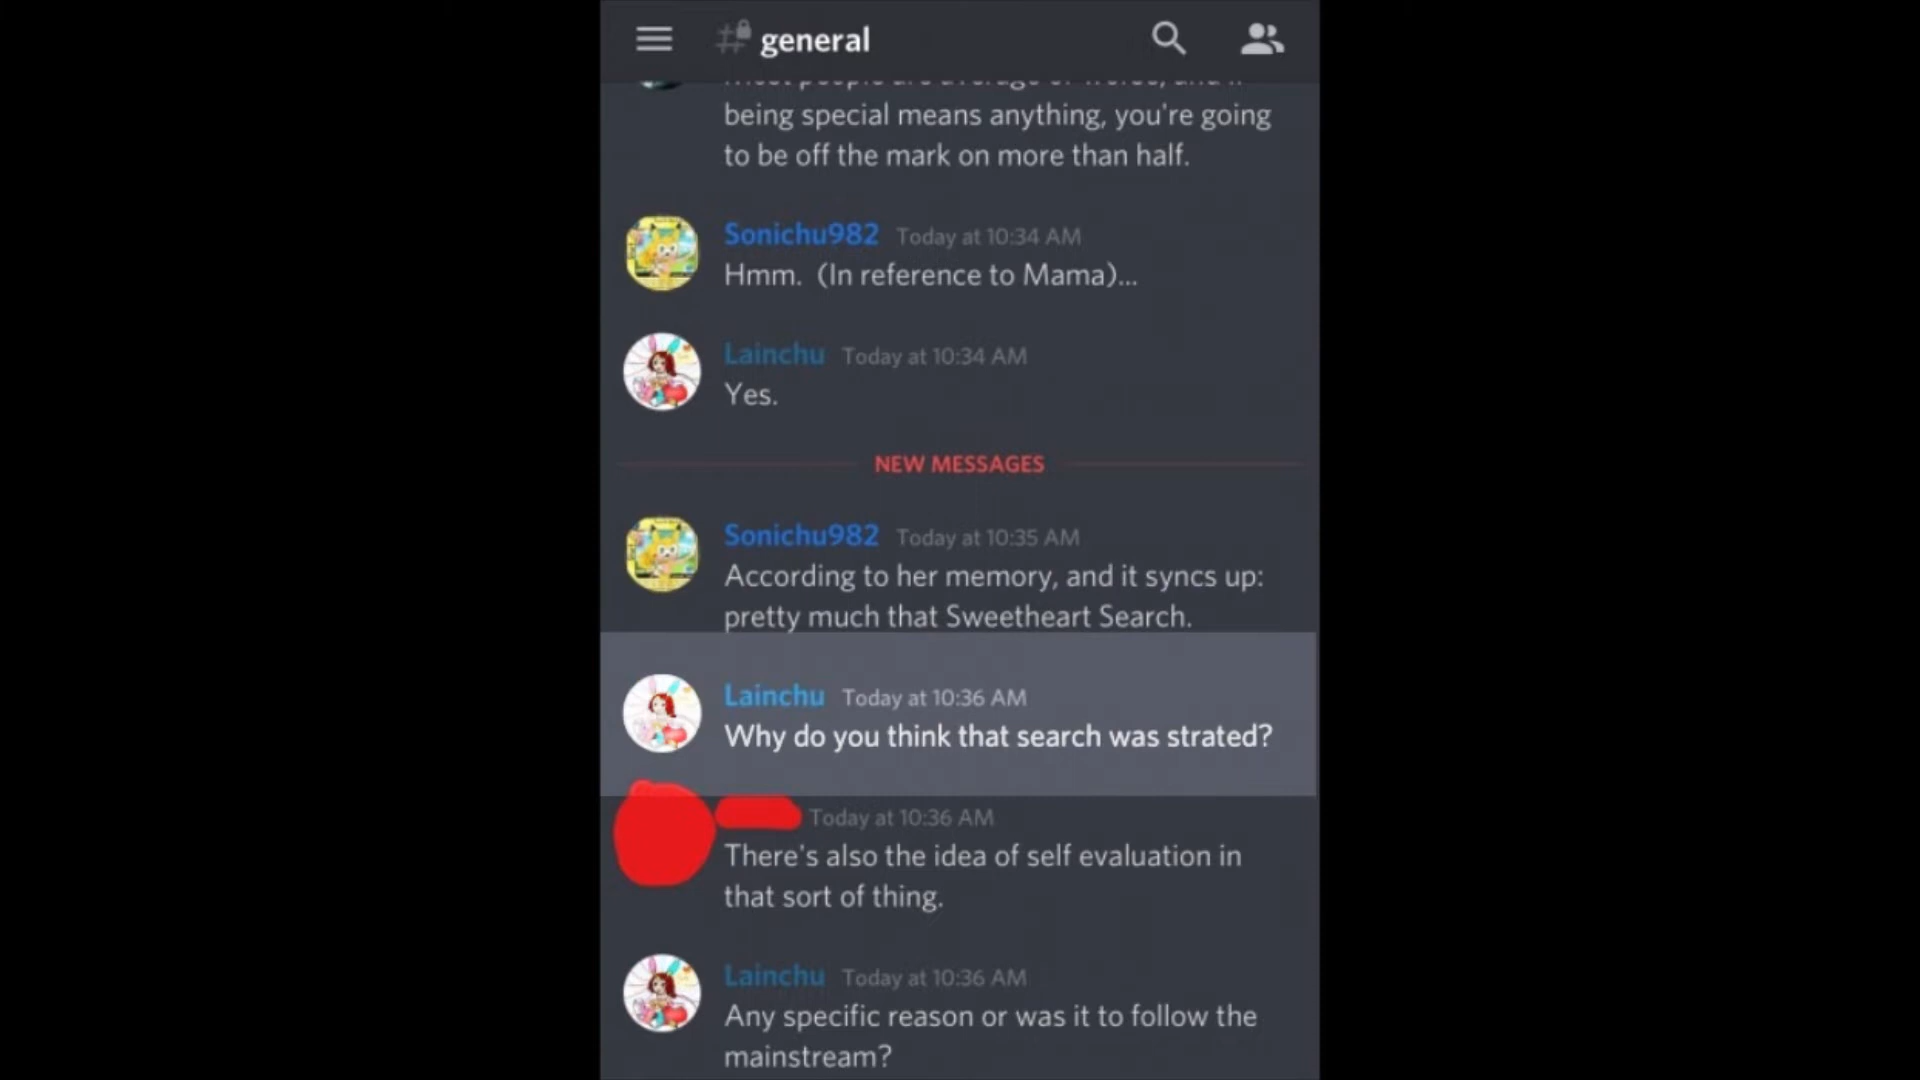 general
being special means anything, you're going
to be off the mark on more than half.
Sonichu982 Today at 10:34 AM
Hmm. (In reference to Mama)...
Lainchu Today at 10:34 AM
Yes.
NEW MESSAGES
Sonichu982 Today at 10:35 AM
According to her memory, and it syncs up:
pretty much that Sweetheart Search.
Lainchu Today at 10:36 AM
Why do you think that search was strated?
Today at 10:36 AM
There's also the idea of self evaluation in
that sort of thing.
Lainchu Today at 10:36 AM
Any specific reason or was it to follow the
mainstream?